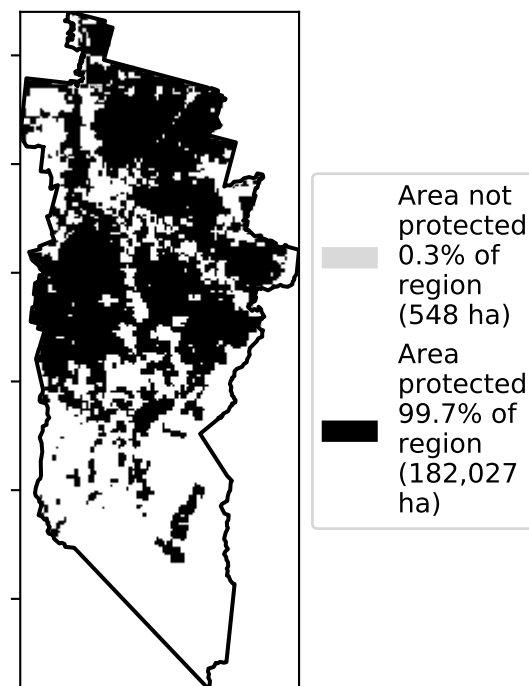 Area not
protected
0.3% of
region
(548 ha)
Area
protected
99.7% of
region
(182,027
ha)